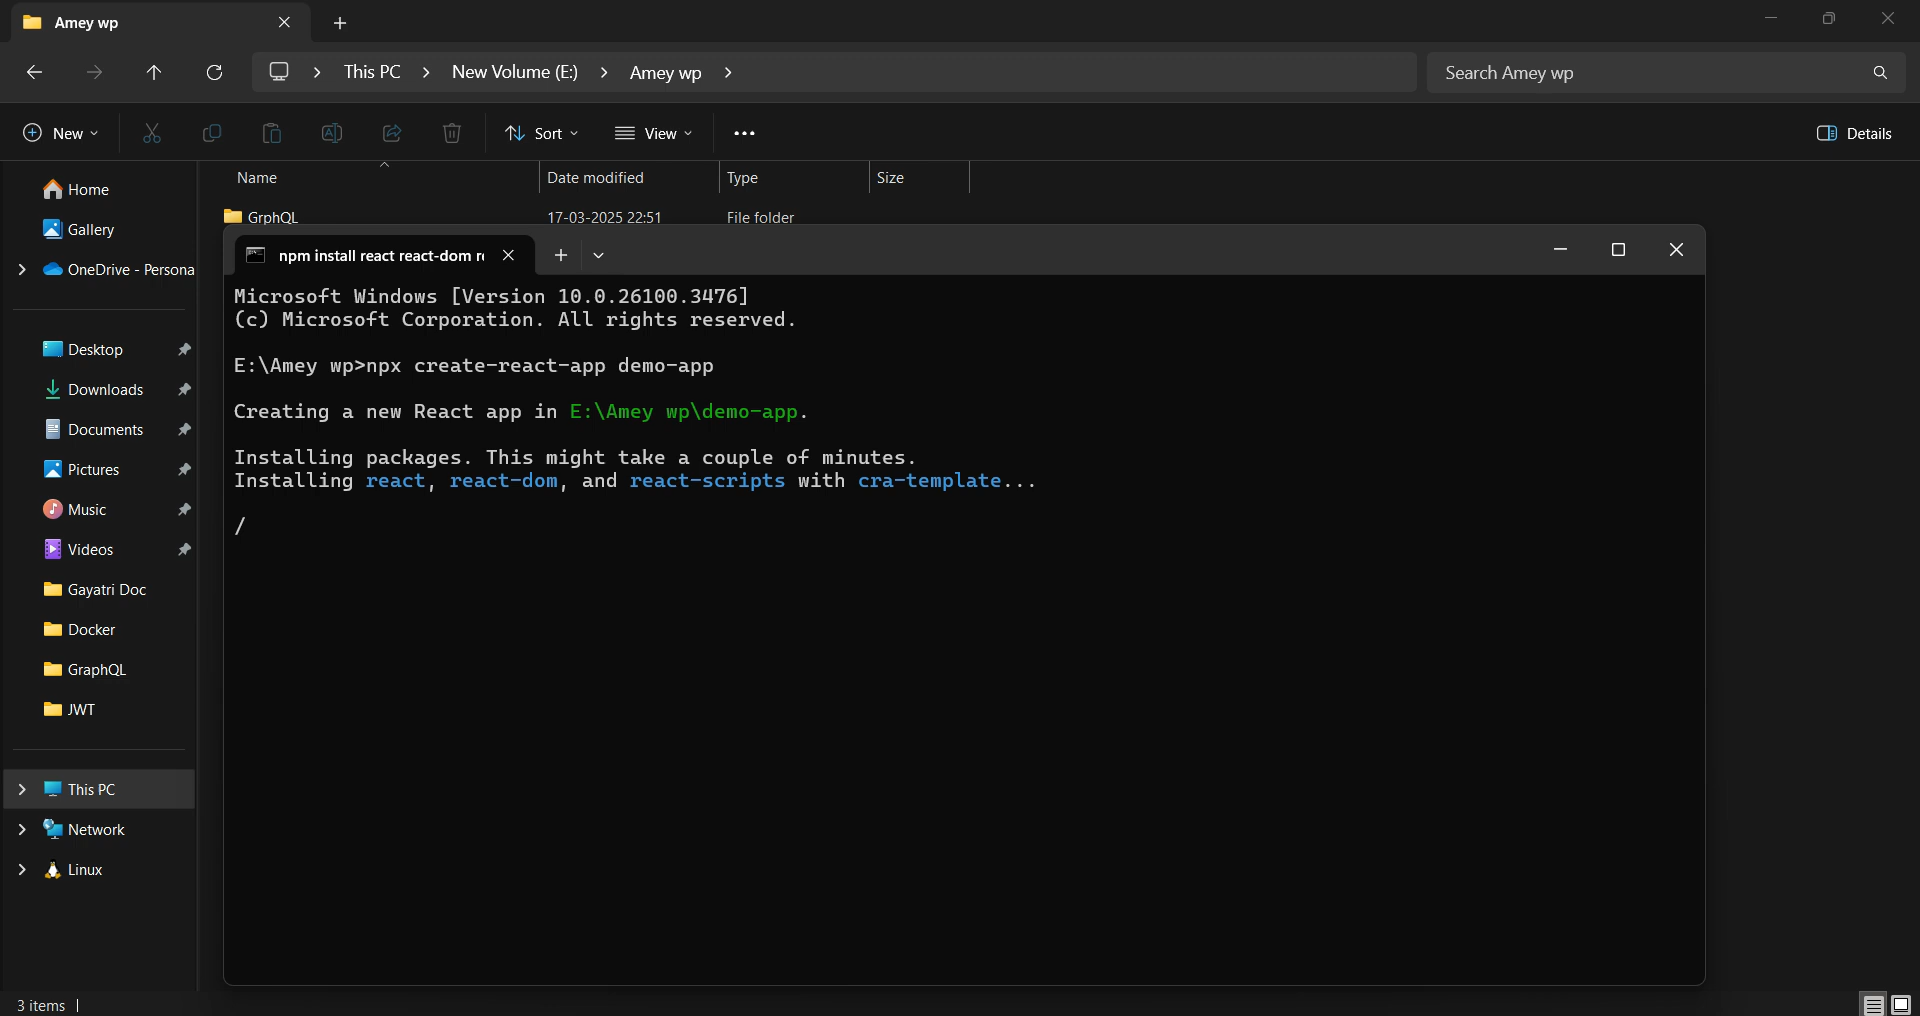 Amey wp
This PC
New Volume (E:)
Amey wp
Search Amey wp
New
Sort
View
Details
Name
Date modified
Type
Size
Home
GrphQL
17-03-2025 22:51
File folder
Gallery
OneDrive - Persona
npm install react react-dom
Microsoft Windows [Version 10.0.26100.3476]
(c) Microsoft Corporation. All rights reserved.
E:\Amey wp>npx create-react-app demo-app
Creating a new React app in E:\Amey wp\demo-app.
Installing packages. This might take a couple of minutes.
Installing react, react-dom, and react-scripts with cra-template...
/
Desktop
Downloads
Documents
Pictures
Music
Videos
Gayatri Doc
Docker
GraphQL
JWT
This PC
Network
Linux
3 items